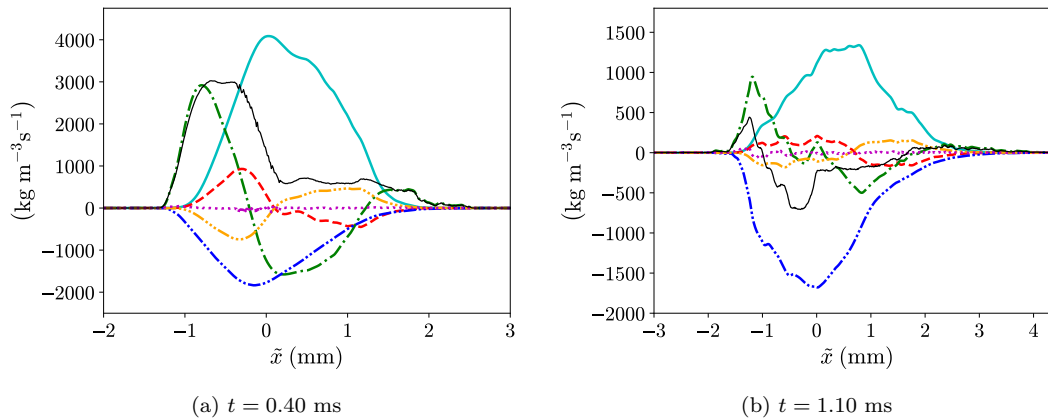 4000
3000
2000
1000
0
−1000
−2000
(kg m⁻³s⁻¹)
−2 −1 0 1 2 3
x̃ (mm)
(a) t = 0.40 ms
1500
1000
500
0
−500
−1000
−1500
−2000
(kg m⁻³s⁻¹)
−3 −2 −1 0 1 2 3 4
x̃ (mm)
(b) t = 1.10 ms